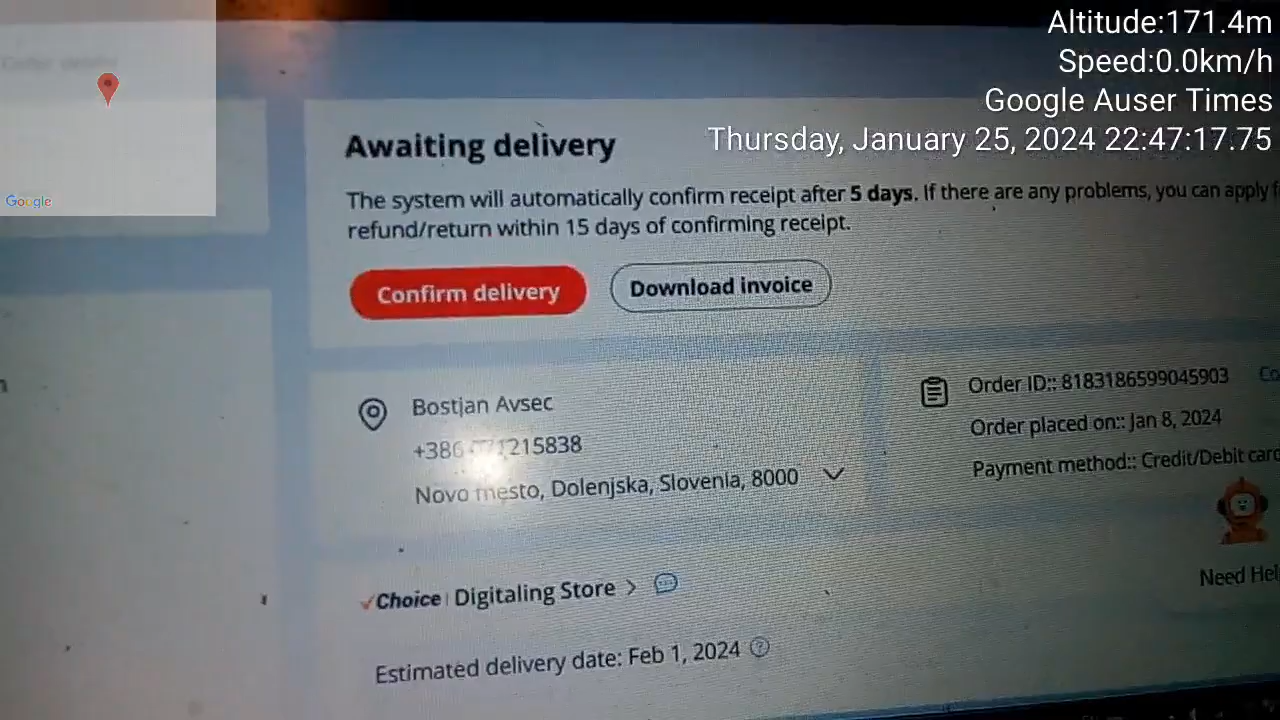 Altitude:171.4m
Speed:0.0km/h
Google Auser Times
Thursday, January 25, 2024 22:47:17.75
Google
Awaiting delivery
The system will automatically confirm receipt after 5 days. If there are any problems, you can apply
refund/return within 15 days of confirming receipt.
Confirm delivery
Download invoice
Bostjan Avsec
+386 1215838
Novo mesto, Dolenjska, Slovenia, 8000
Order ID:: 8183186599045903
Order placed on:: Jan 8, 2024
Payment method:: Credit/Debit card
Choice | Digitaling Store >
Need Hel
Estimated delivery date: Feb 1, 2024